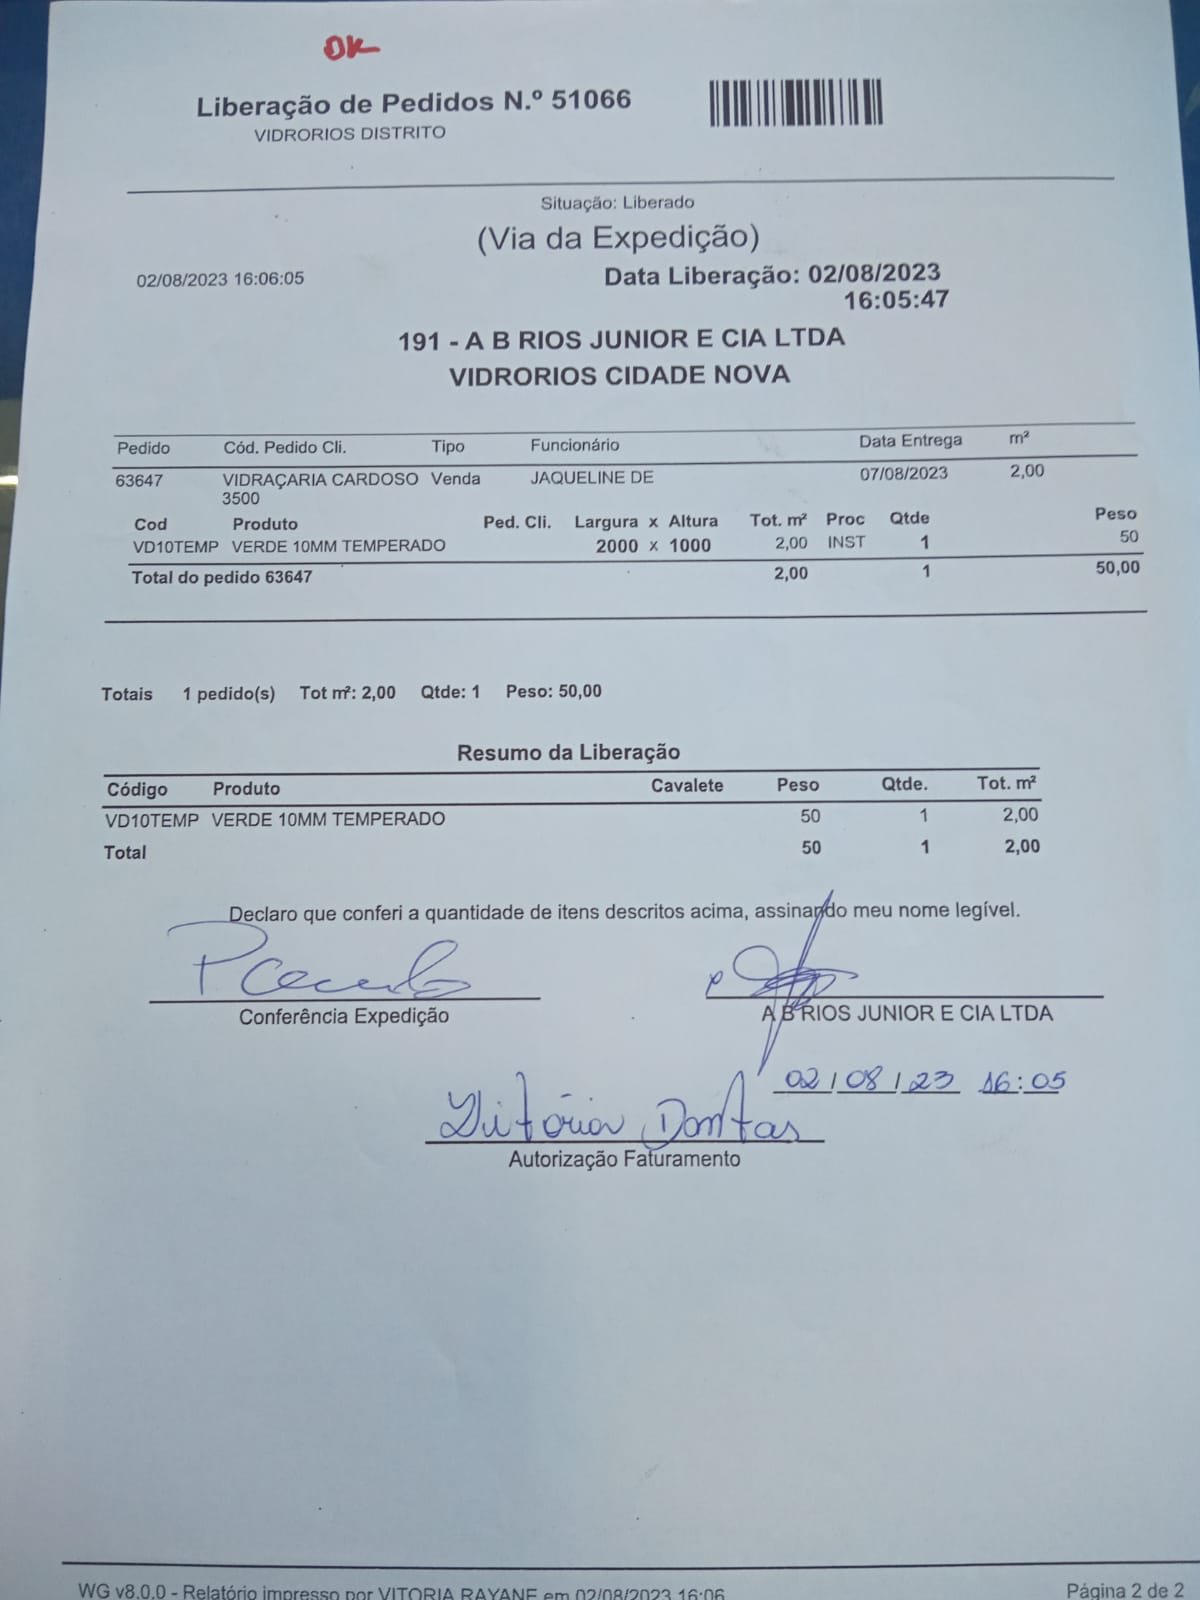 OK
Liberação de Pedidos N.º 51066
VIDRORIOS DISTRITO
Situação: Liberado
(Via da Expedição)
02/08/2023 16:06:05 Data Liberação: 02/08/2023
16:05:47
191 - A B RIOS JUNIOR E CIA LTDA
VIDRORIOS CIDADE NOVA
Pedido Cód. Pedido Cli. Tipo Funcionário Data Entrega m²
63647 VIDRAÇARIA CARDOSO Venda JAQUELINE DE 07/08/2023 2,00
3500
Cod Produto Ped. Cli. Largura x Altura Tot. m² Proc Qtde Peso
VD10TEMP VERDE 10MM TEMPERADO 2000 x 1000 2,00 INST 1 50
Total do pedido 63647 2,00 1 50,00
Totais 1 pedido(s) Tot m²: 2,00 Qtde: 1 Peso: 50,00
Resumo da Liberação
Código Produto Cavalete Peso Qtde. Tot. m²
VD10TEMP VERDE 10MM TEMPERADO 50 1 2,00
Total 50 1 2,00
Declaro que conferi a quantidade de itens descritos acima, assinando meu nome legível.
Conferência Expedição A B RIOS JUNIOR E CIA LTDA
02/08/23 16:05
Vitória Dantas
Autorização Faturamento
WG v8.0.0 - Relatório impresso por VITORIA RAYANE em 02/08/2023 16:06 Página 2 de 2